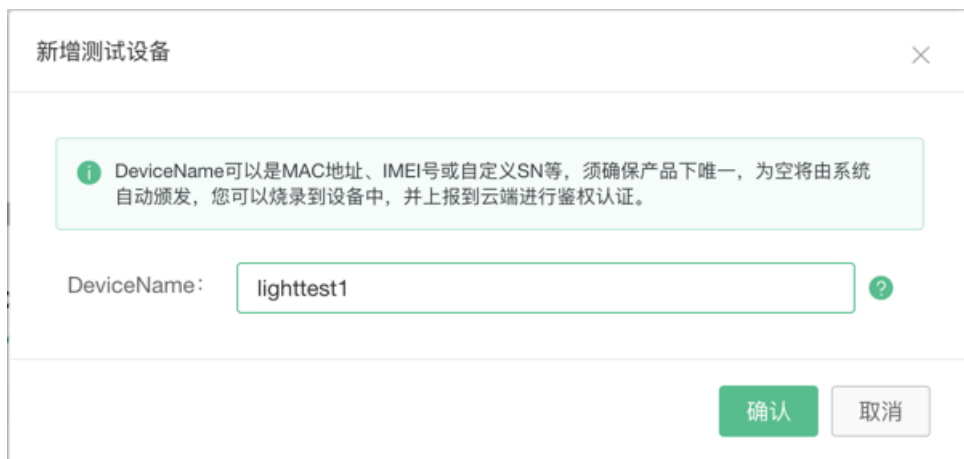 新增测试设备
DeviceName可以是MAC地址、IMEI号或自定义SN等，须确保产品下唯一，为空将由系统
自动颁发，您可以烧录到设备中，并上报到云端进行鉴权认证。
DeviceName： lighttest1
确认 取消